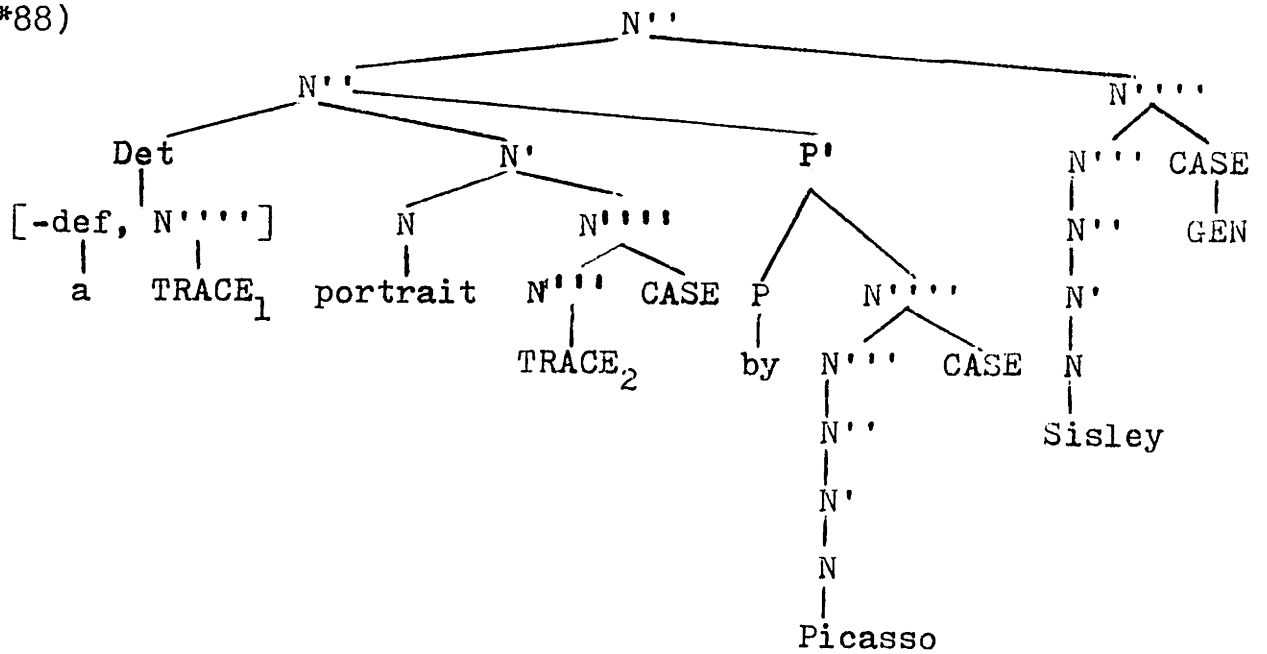 *88)
N''
N'' N''''
Det N' P' N''' CASE
[-def, N''''] N N'''' N'' GEN
a TRACE1 portrait N''' CASE P N'''' N'
TRACE2 by N''' CASE N
N'' Sisley
N'
N
Picasso